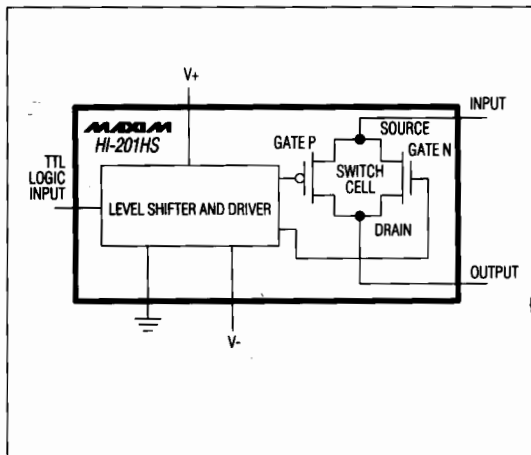 V+
INPUT
MAXIM
HI-201HS
SOURCE
GATE P
GATE N
TTL
LOGIC
INPUT
SWITCH
CELL
LEVEL SHIFTER AND DRIVER
DRAIN
OUTPUT
V-